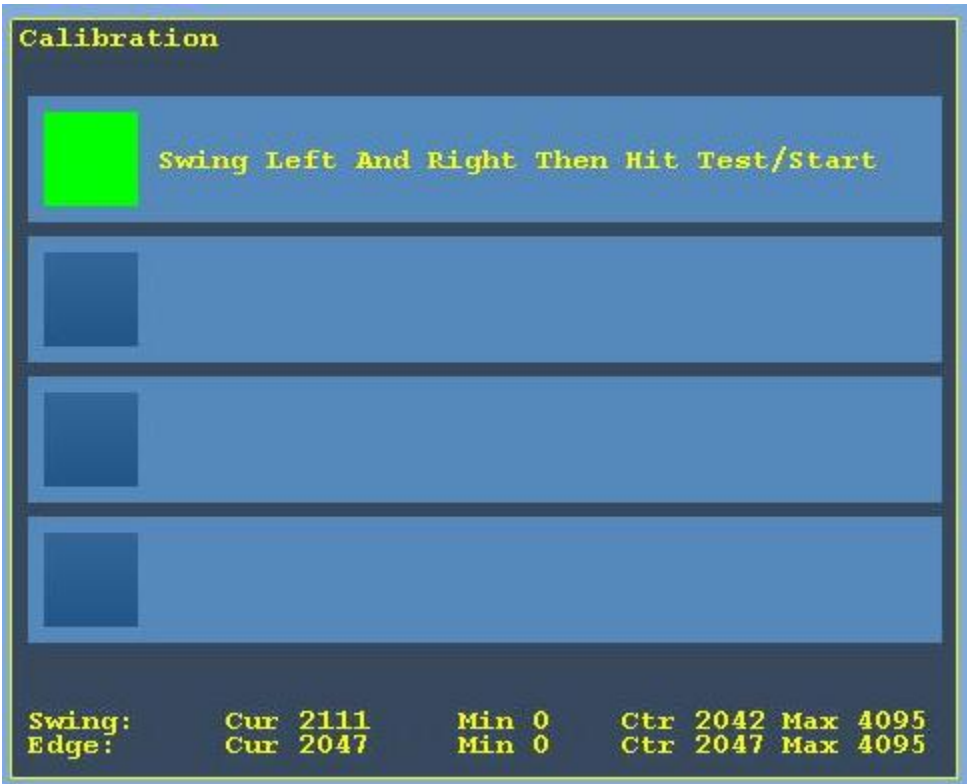 Calibration
Swing Left And Right Then Hit Test/Start
Swing: Cur 2111 Min 0 Ctr 2042 Max 4095
Edge: Cur 2047 Min 0 Ctr 2047 Max 4095